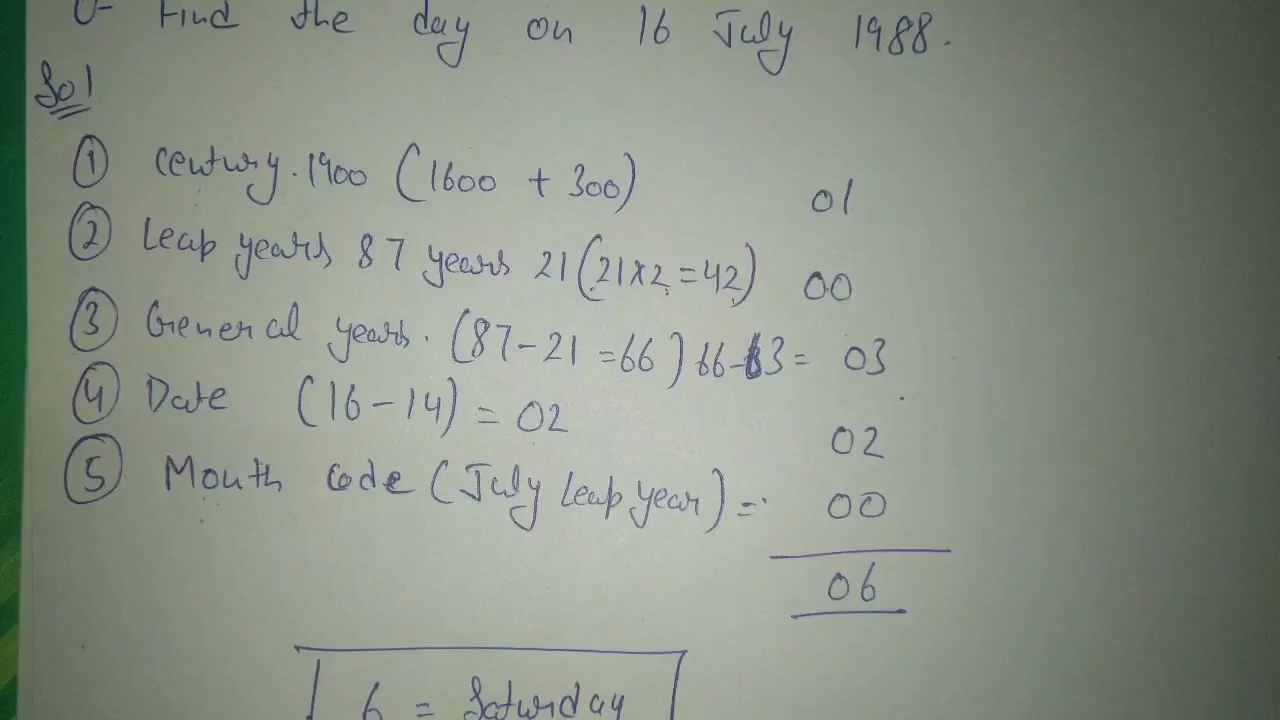 Q- Find the day on 16 July 1988.
Sol
① Century. 1900 (1600 + 300) 01
② Leap years 87 years 21 (21x2=42) 00
③ General years. (87-21 =66) 66-63= 03
④ Date (16-14) = 02 02
⑤ Month Code (July Leap year) = 00
06
6 = Saturday